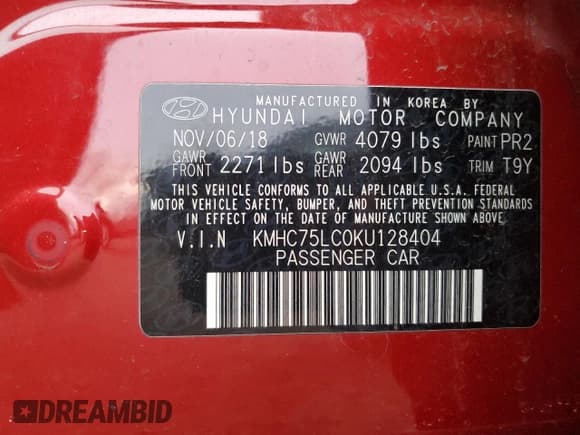 MANUFACTURED IN KOREA BY
HYUNDAI MOTOR COMPANY
NOV/06/18 GVWR 4079 lbs PAINT PR2
GAWR FRONT 2271 lbs GAWR REAR 2094 lbs TRIM T9Y
THIS VEHICLE CONFORMS TO ALL APPLICABLE U.S.A. FEDERAL
MOTOR VEHICLE SAFETY, BUMPER, AND THEFT PREVENTION STANDARDS
IN EFFECT ON THE DATE OF MANUFACTURE SHOWN ABOVE.
V.I.N KMHC75LC0KU128404
PASSENGER CAR
DREAMBID